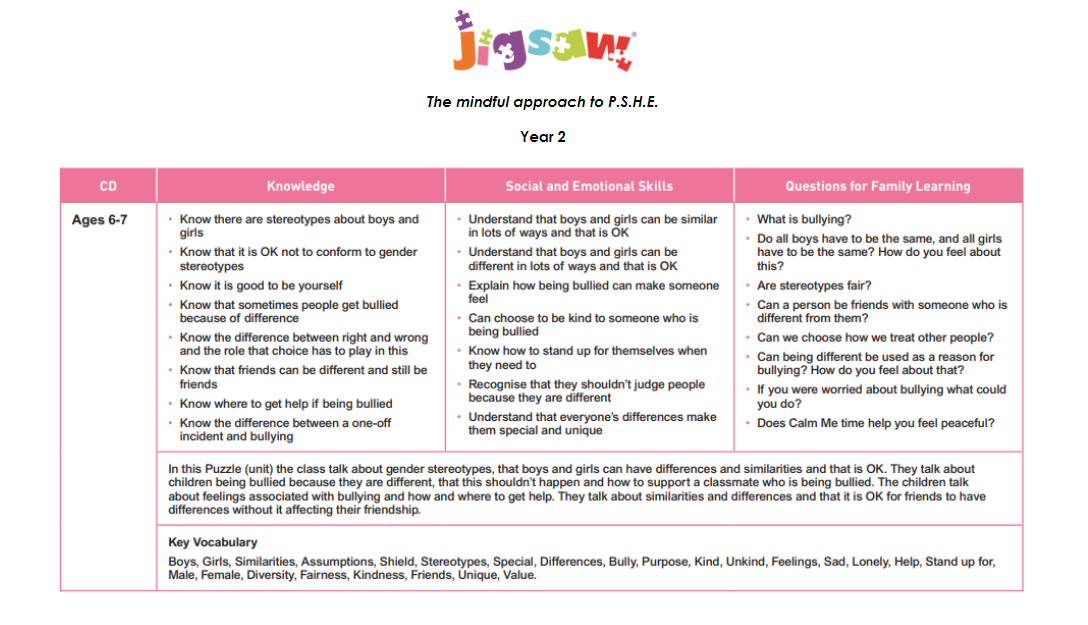 jigsaw®
The mindful approach to P.S.H.E.
Year 2
CD
Knowledge
Social and Emotional Skills
Questions for Family Learning
Ages 6-7
• Know there are stereotypes about boys and
girls
• Know that it is OK not to conform to gender
stereotypes
• Know it is good to be yourself
• Know that sometimes people get bullied
because of difference
• Know the difference between right and wrong
and the role that choice has to play in this
• Know that friends can be different and still be
friends
• Know where to get help if being bullied
• Know the difference between a one-off
incident and bullying
• Understand that boys and girls can be similar
in lots of ways and that is OK
• Understand that boys and girls can be
different in lots of ways and that is OK
• Explain how being bullied can make someone
feel
• Can choose to be kind to someone who is
being bullied
• Know how to stand up for themselves when
they need to
• Recognise that they shouldn't judge people
because they are different
• Understand that everyone's differences make
them special and unique
• What is bullying?
• Do all boys have to be the same, and all girls
have to be the same? How do you feel about
this?
• Are stereotypes fair?
• Can a person be friends with someone who is
different from them?
• Can we choose how we treat other people?
• Can being different be used as a reason for
bullying? How do you feel about that?
• If you were worried about bullying what could
you do?
• Does Calm Me time help you feel peaceful?
In this Puzzle (unit) the class talk about gender stereotypes, that boys and girls can have differences and similarities and that is OK. They talk about
children being bullied because they are different, that this shouldn't happen and how to support a classmate who is being bullied. The children talk
about feelings associated with bullying and how and where to get help. They talk about similarities and differences and that it is OK for friends to have
differences without it affecting their friendship.
Key Vocabulary
Boys, Girls, Similarities, Assumptions, Shield, Stereotypes, Special, Differences, Bully, Purpose, Kind, Unkind, Feelings, Sad, Lonely, Help, Stand up for,
Male, Female, Diversity, Fairness, Kindness, Friends, Unique, Value.